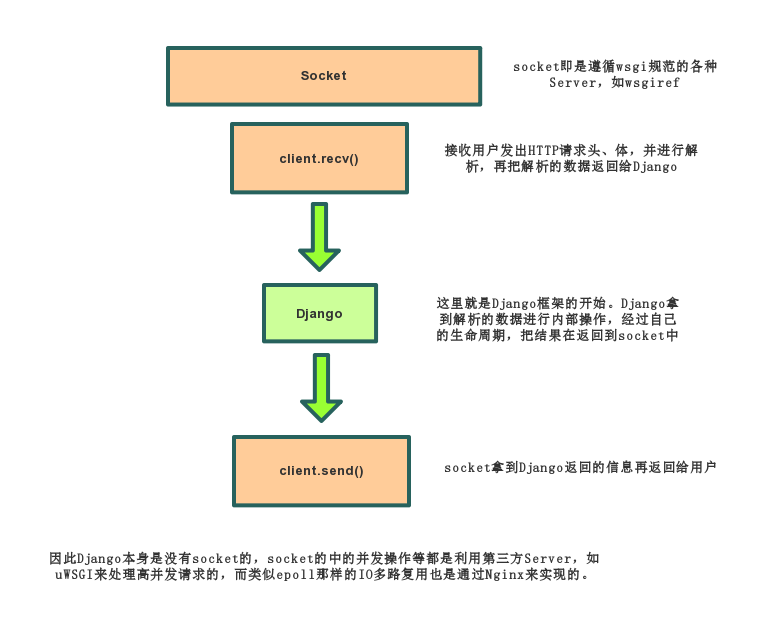 Socket
socket即是遵循wsgi规范的各种
Server，如wsgiref
client.recv()
接收用户发出HTTP请求头、体，并进行解
析，再把解析的数据返回给Django
Django
这里就是Django框架的开始。Django拿
到解析的数据进行内部操作，经过自己
的生命周期，把结果在返回到socket中
client.send()
socket拿到Django返回的信息再返回给用户
因此Django本身是没有socket的，socket的中的并发操作等都是利用第三方Server，如
uWSGI来处理高并发请求的，而类似epoll那样的IO多路复用也是通过Nginx来实现的。